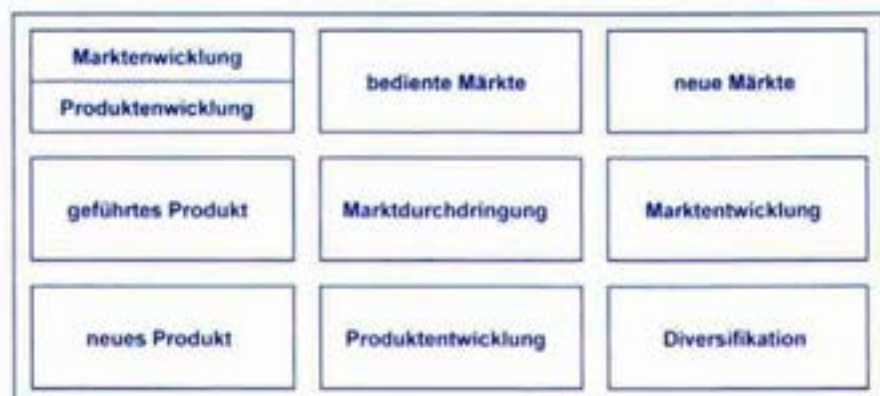 Marktenwicklung
Produktenwicklung
bediente Märkte
neue Märkte
geführtes Produkt
Marktdurchdringung
Marktentwicklung
neues Produkt
Produktentwicklung
Diversifikation